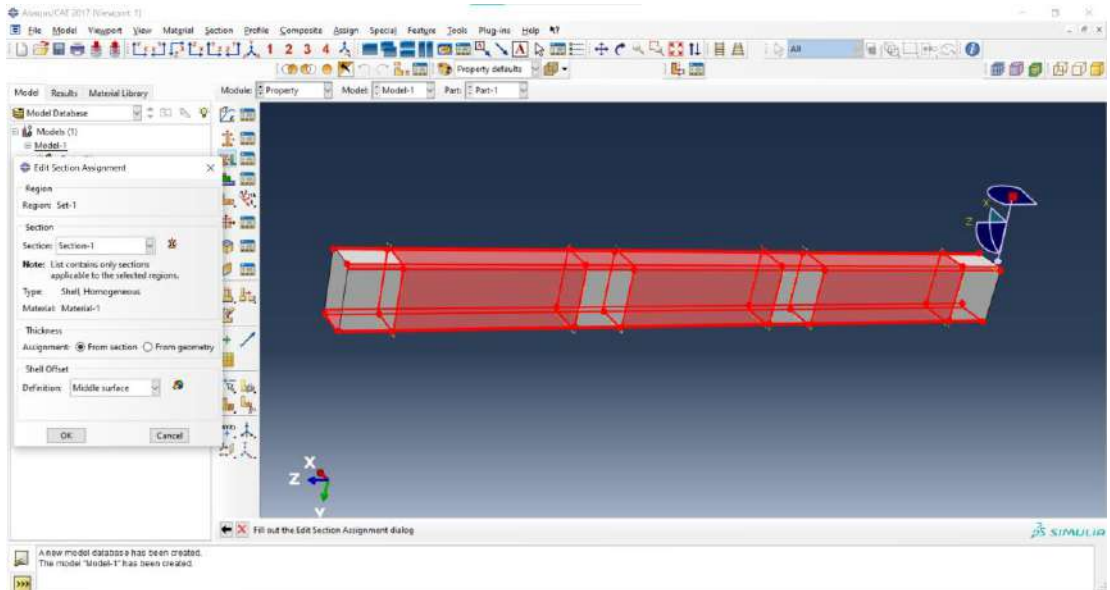 Abaqus/CAE 2017 [Viewport: 1]
File Model Viewport View Material Section Profile Composite Assign Special Feature Tools Plug-ins Help
1 2 3 4 A All
Property defaults
Model Results Material Library Module: Property Model: Model-1 Part: Part-1
Model Database
Models (1)
Model-1
Edit Section Assignment
Region
Region: Set-1
Section
Section: Section-1
Note: List contains only sections
applicable to the selected regions.
Type: Shell, Homogeneous
Material: Material-1
Thickness
Assignment: From section From geometry
Shell Offset
Definition: Middle surface
OK Cancel
X
Z
X
Z
Y
Fill out the Edit Section Assignment dialog
SIMULIA
A new model database has been created.
The model "Model-1" has been created.
>>>